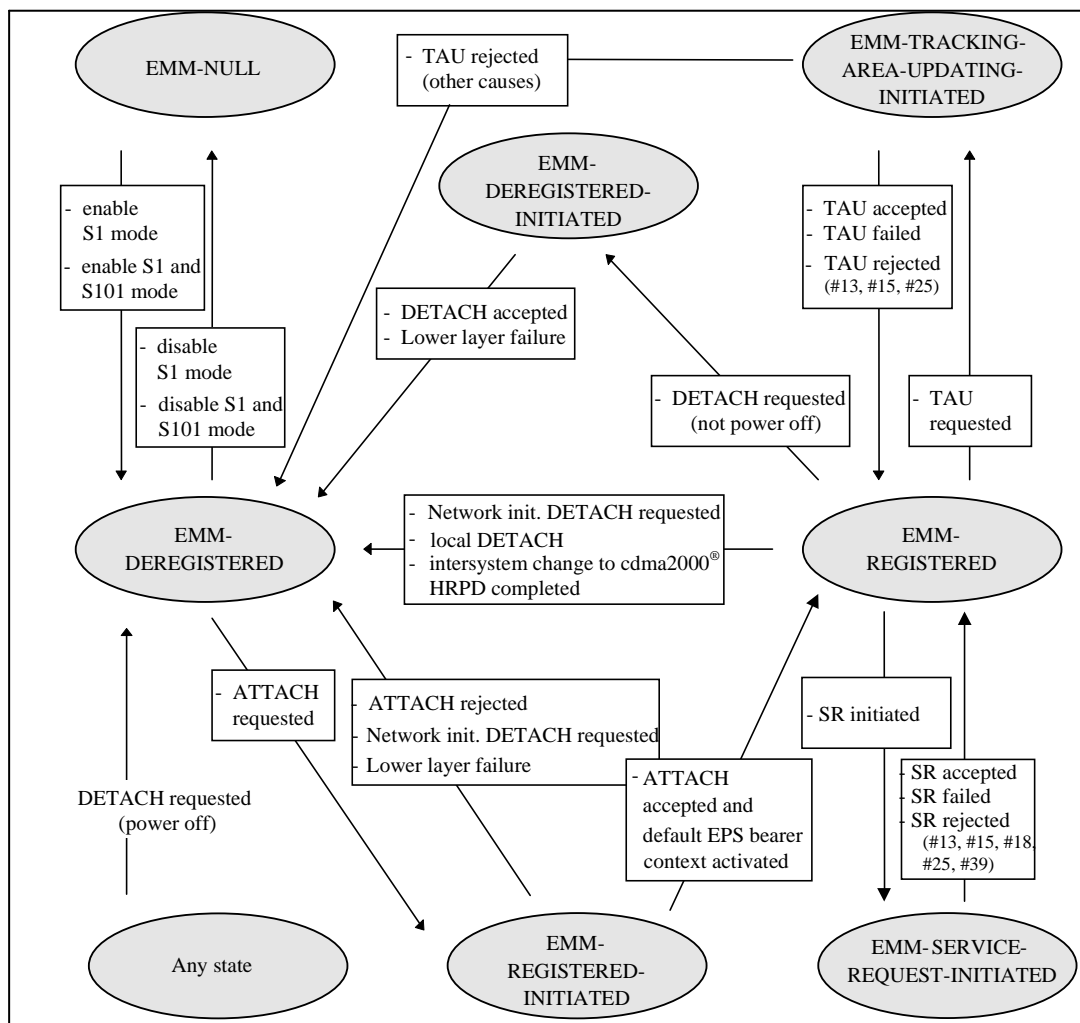 EMM-NULL
- TAU rejected
(other causes)
EMM-TRACKING-
AREA-UPDATING-
INITIATED
EMM-
DEREGISTERED-
INITIATED
- enable
S1 mode
- enable S1 and
S101 mode
- TAU accepted
- TAU failed
- TAU rejected
(#13, #15, #25)
- DETACH accepted
- Lower layer failure
- disable
S1 mode
- disable S1 and
S101 mode
- DETACH requested
(not power off)
- TAU
requested
EMM-
DEREGISTERED
- Network init. DETACH requested
- local DETACH
- intersystem change to cdma2000®
HRPD completed
EMM-
REGISTERED
- ATTACH
requested
- ATTACH rejected
- Network init. DETACH requested
- Lower layer failure
- SR initiated
DETACH requested
(power off)
- ATTACH
accepted and
default EPS bearer
context activated
- SR accepted
- SR failed
- SR rejected
(#13, #15, #18,
#25, #39)
Any state
EMM-
REGISTERED-
INITIATED
EMM-SERVICE-
REQUEST-INITIATED